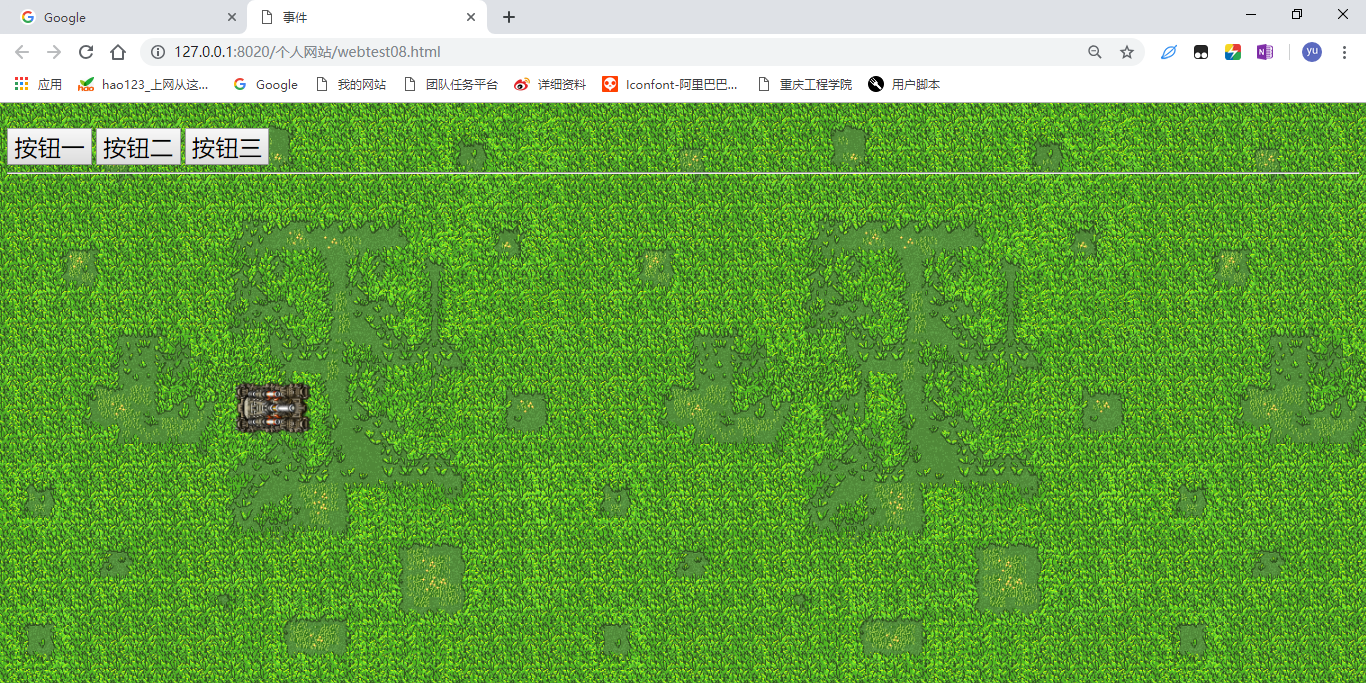 Google
事件
127.0.0.1:8020/个人网站/webtest08.html
yu
应用
hao123_上网从这...
Google
我的网站
团队任务平台
详细资料
Iconfont-阿里巴巴...
重庆工程学院
用户脚本
按钮一
按钮二
按钮三